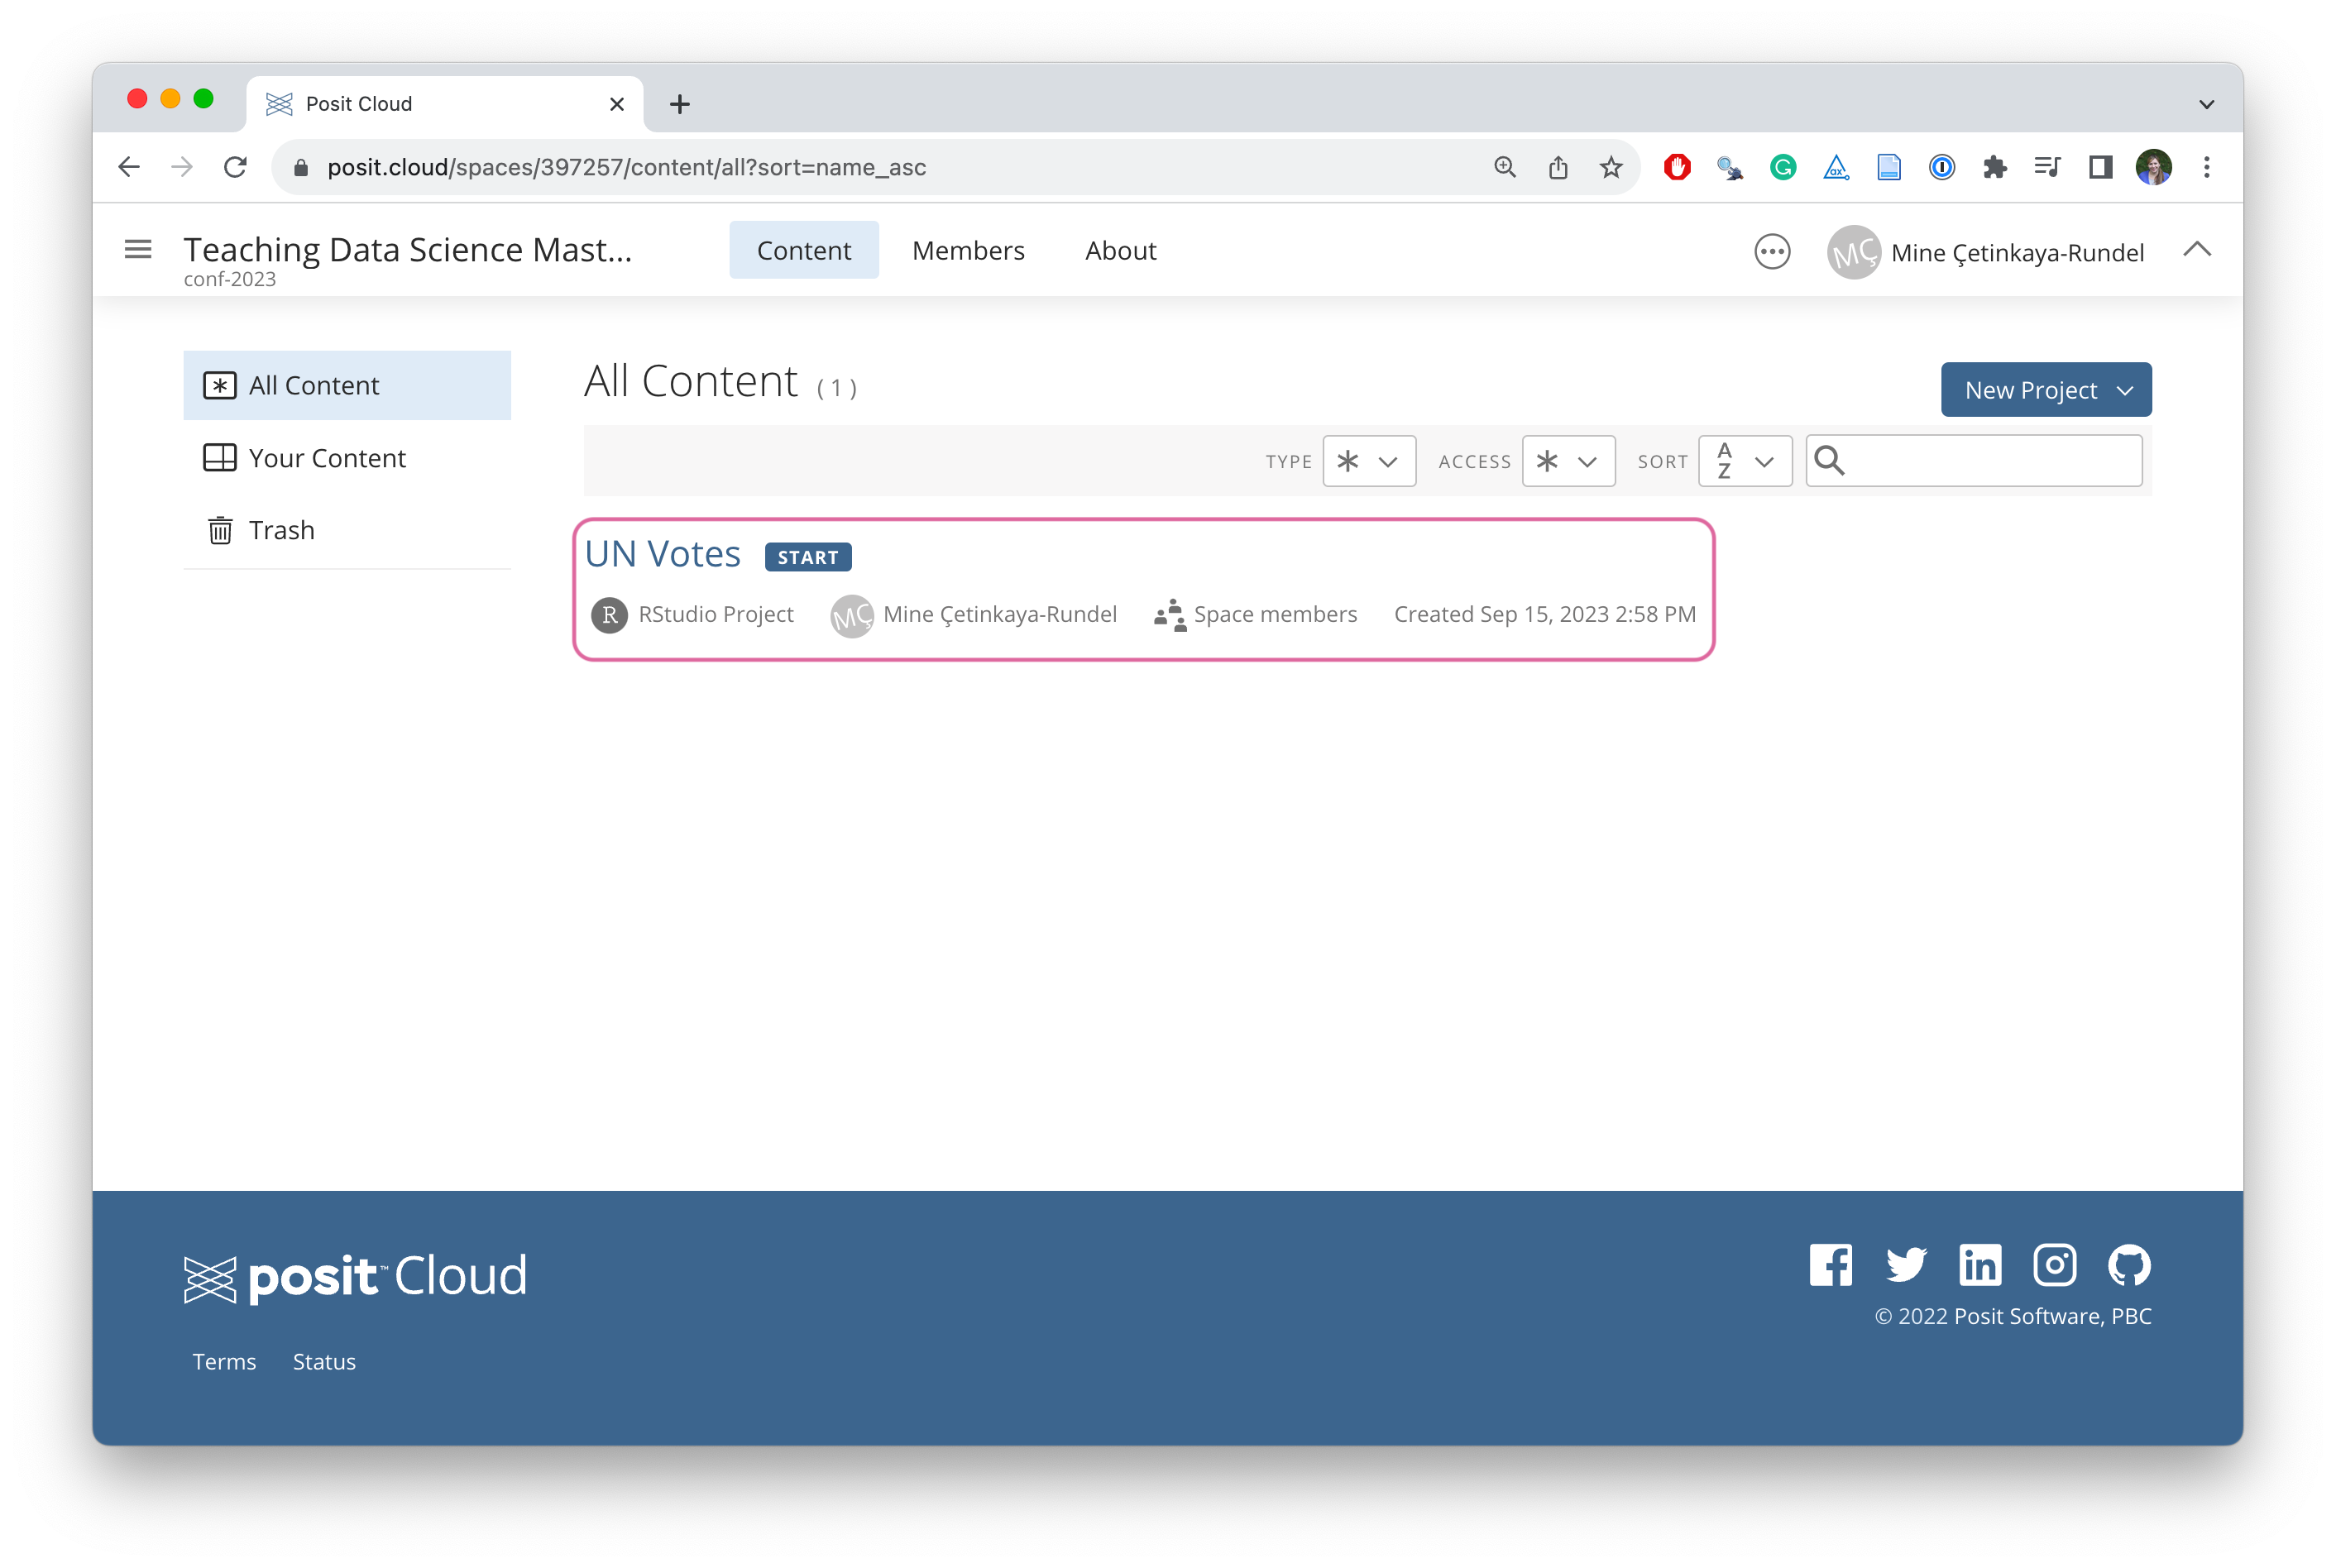 Posit Cloud
posit.cloud/spaces/397257/content/all?sort=name_asc
Teaching Data Science Mast...
conf-2023
Content
Members
About
MÇ
Mine Çetinkaya-Rundel
All Content
Your Content
Trash
All Content (1)
New Project
TYPE
ACCESS
SORT
A
Z
UN Votes START
R RStudio Project MÇ Mine Çetinkaya-Rundel Space members Created Sep 15, 2023 2:58 PM
posit™ Cloud
© 2022 Posit Software, PBC
Terms Status